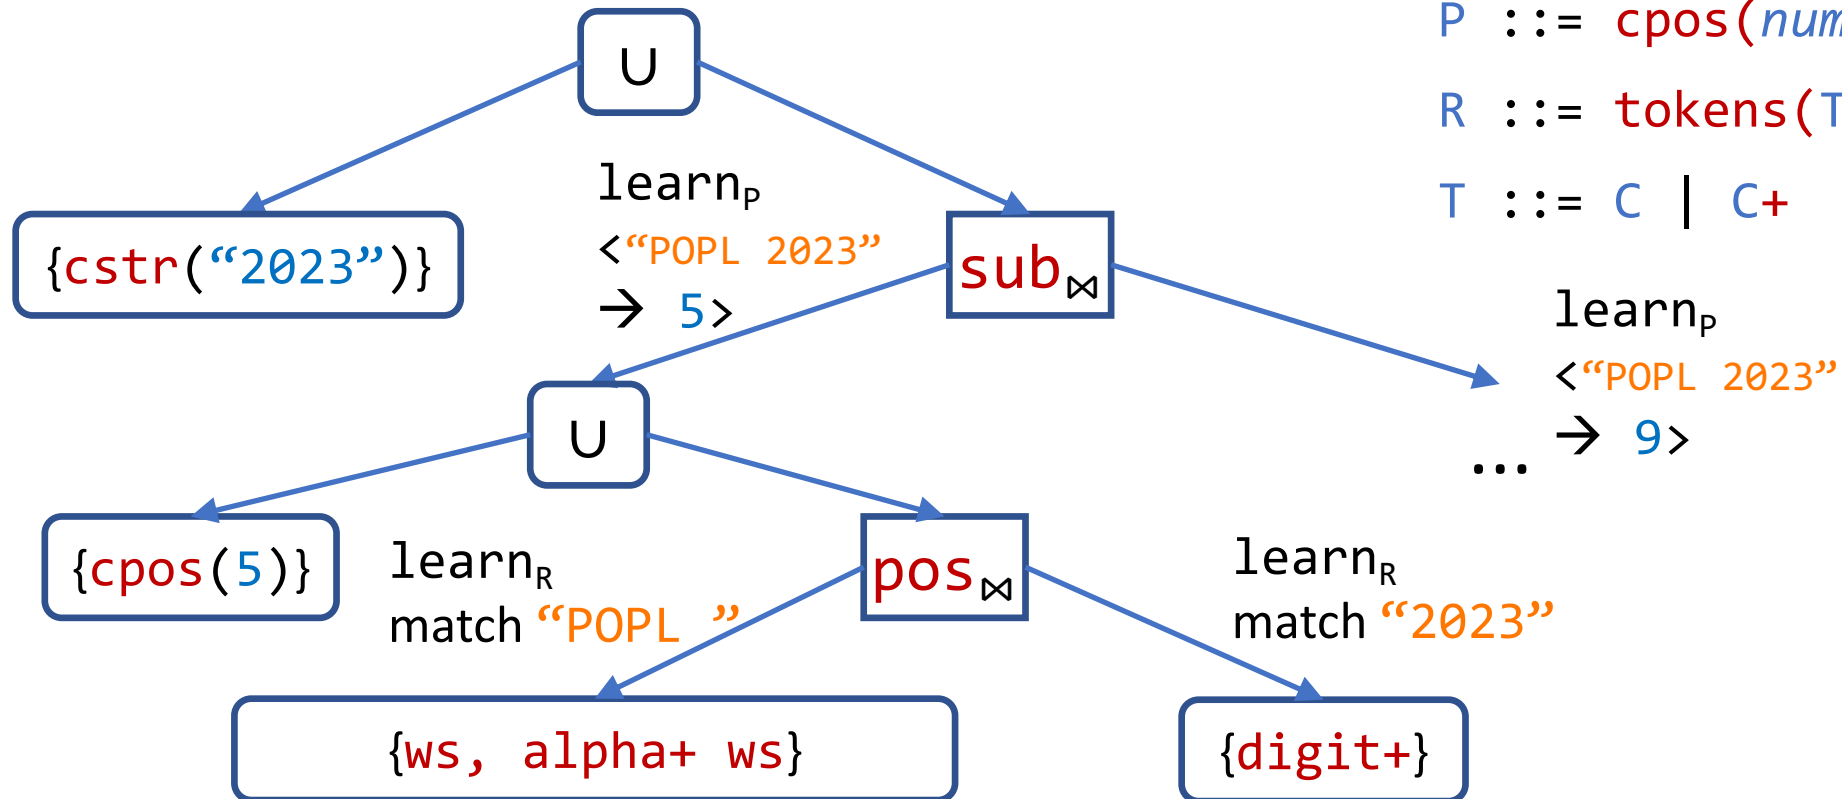 ∪
P ::= cpos(num
R ::= tokens(T
T ::= C | C+
learnP
<“POPL 2023”
→ 5>
{cstr(“2023”)}
sub⋈
learnP
<“POPL 2023”
→ 9>
...
∪
{cpos(5)}
learnR
match “POPL ”
pos⋈
learnR
match “2023”
{ws, alpha+ ws}
{digit+}